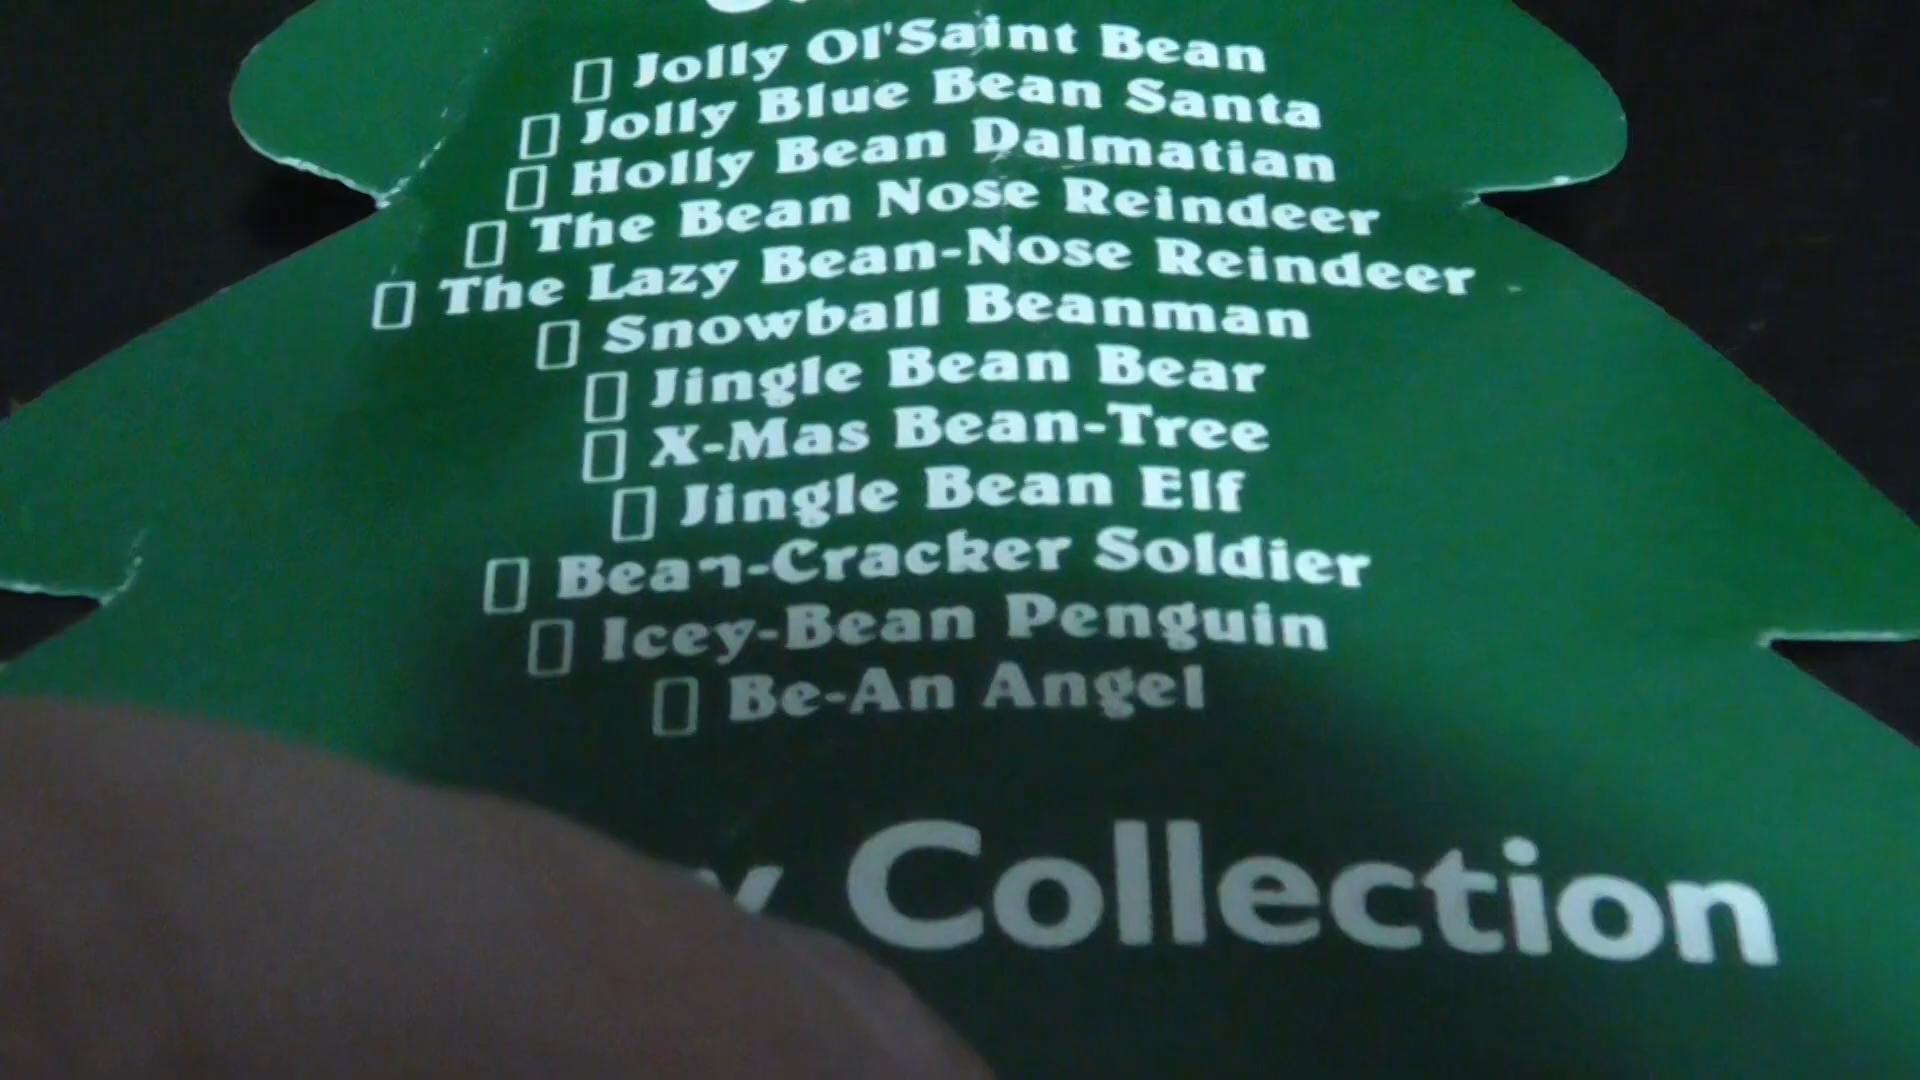 Jolly Ol'Saint Bean
Jolly Blue Bean Santa
Holly Bean Dalmatian
The Bean Nose Reindeer
The Lazy Bean-Nose Reindeer
Snowball Beanman
Jingle Bean Bear
X-Mas Bean-Tree
Jingle Bean Elf
Bean-Cracker Soldier
Icey-Bean Penguin
Be-An Angel
Collection